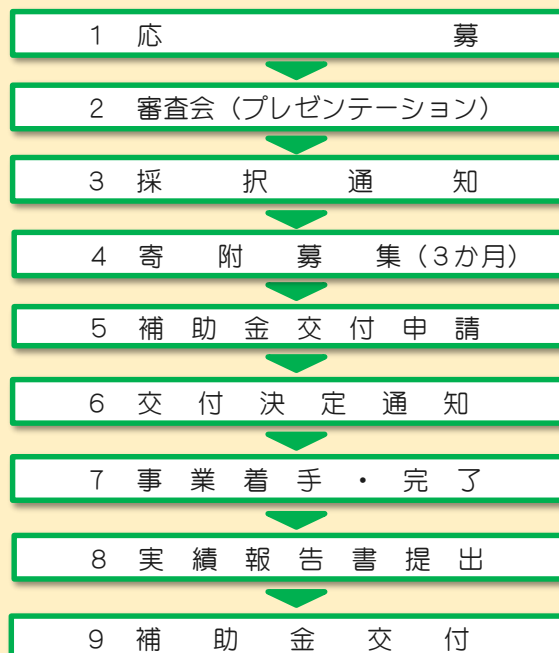 1 応募
2 審査会（プレゼンテーション）
3 採択通知
4 寄附募集（3か月）
5 補助金交付申請
6 交付決定通知
7 事業着手・完了
8 実績報告書提出
9 補助金交付